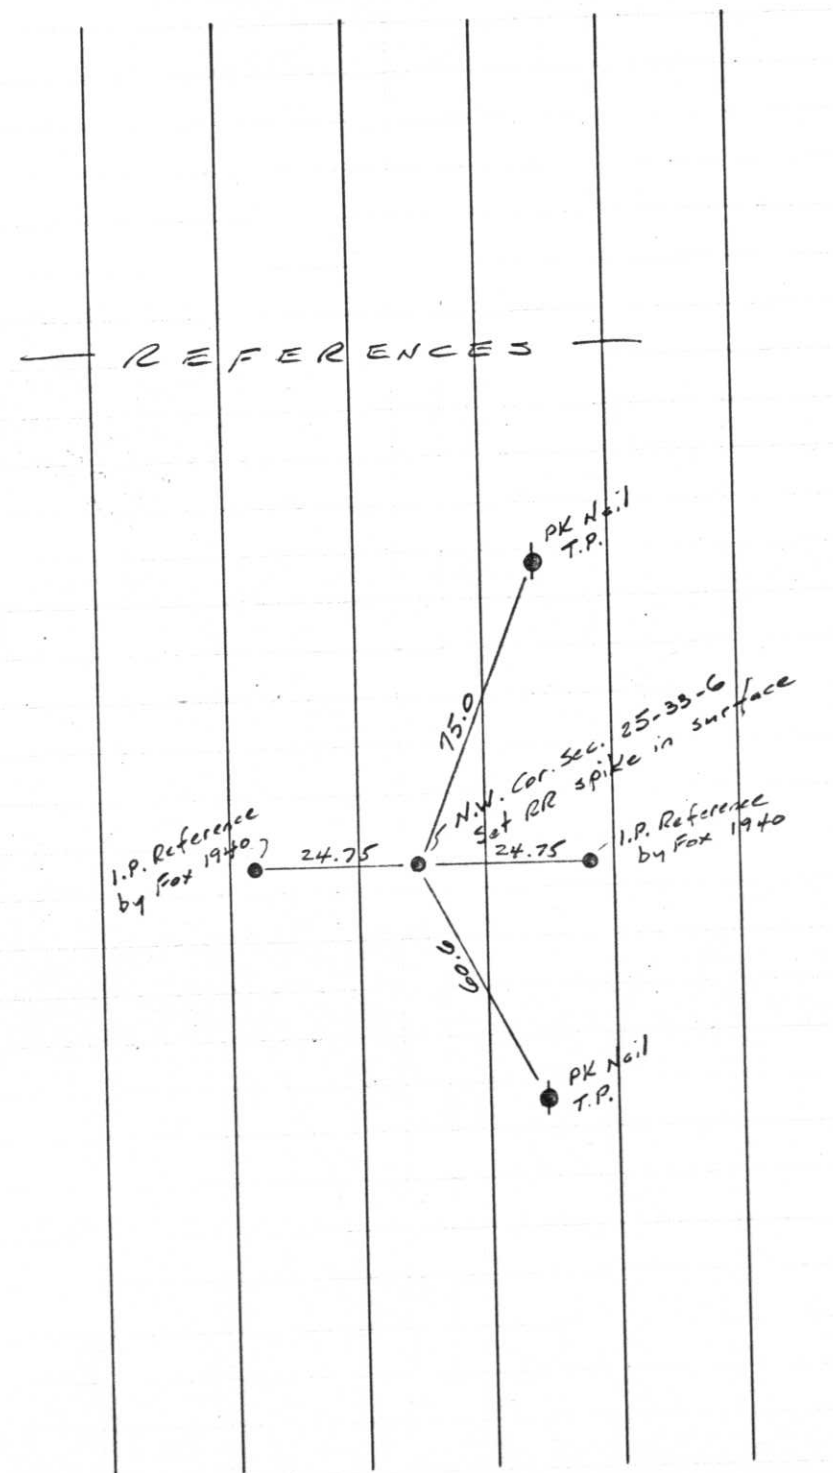 REFERENCES
PK Nail
T.P.
75.0
N.W. Cor. Sec. 25-33-6
Set RR spike in surface
I.P. Reference
by Fox 1940
24.75
24.75
I.P. Reference
by Fox 1940
60.6
PK Nail
T.P.